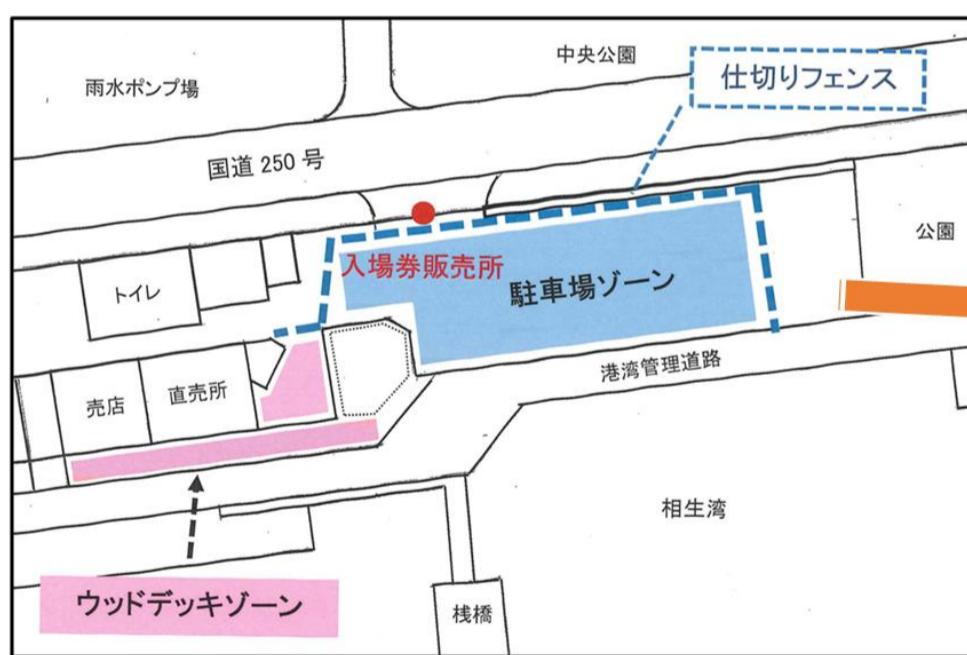 中央公園
仕切りフェンス
雨水ポンプ場
国道 250 号
公園
入場券販売所
駐車場ゾーン
トイレ
港湾管理道路
直売所
売店
相生湾
ウッドデッキゾーン
桟橋